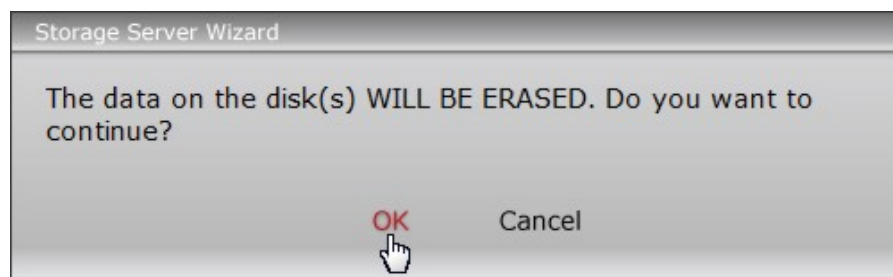 Storage Server Wizard
The data on the disk(s) WILL BE ERASED. Do you want to
continue?
OK Cancel